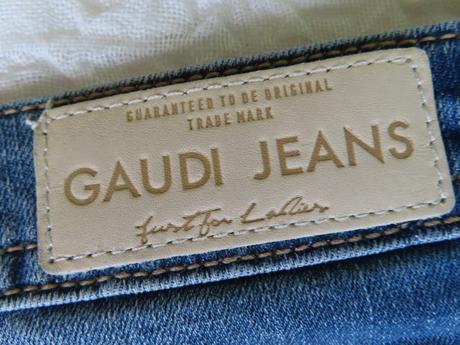 GUARANTEED TO BE ORIGINAL
TRADE MARK
GAUDI JEANS
Just for Ladies